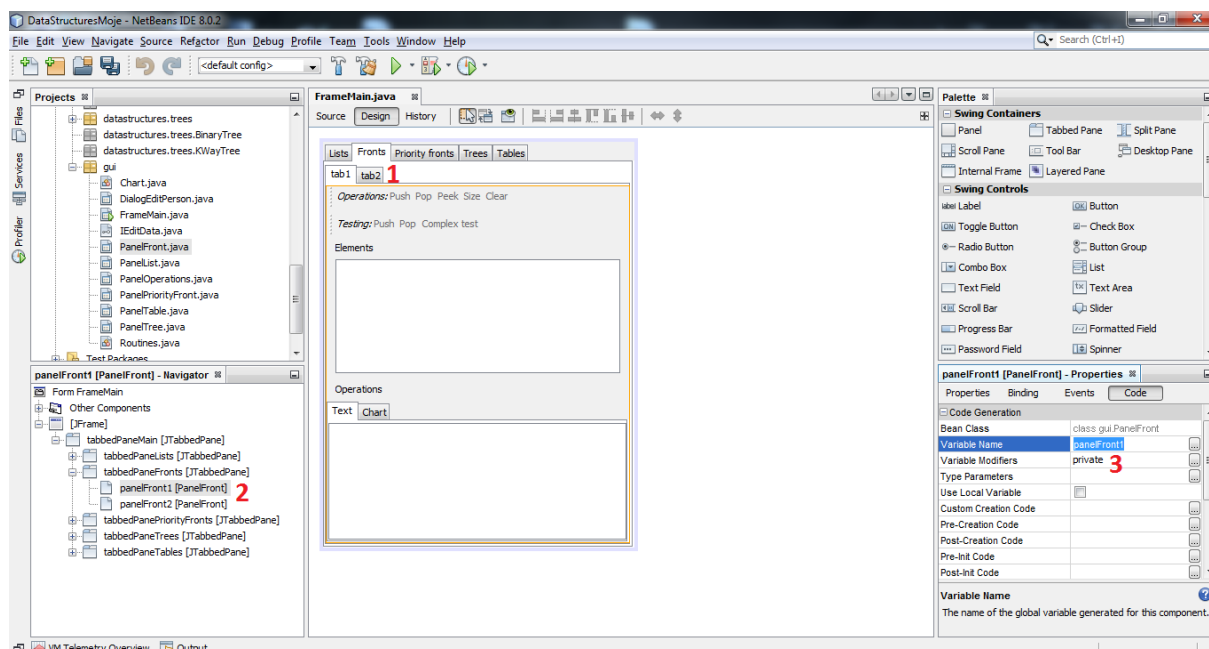 DataStructuresMoje - NetBeans IDE 8.0.2
File Edit View Navigate Source Refactor Run Debug Profile Team Tools Window Help
Search (Ctrl+I)
<default config>
Files
Services
Profiler
Projects
datastructures.trees
datastructures.trees.BinaryTree
datastructures.trees.KWayTree
gui
Chart.java
DialogEditPerson.java
FrameMain.java
IEditData.java
PanelFront.java
PanelList.java
PanelOperations.java
PanelPriorityFront.java
PanelTable.java
PanelTree.java
Routines.java
Test Packages
panelFront1 [PanelFront] - Navigator
Form FrameMain
Other Components
[JFrame]
tabbedPaneMain [JTabbedPane]
tabbedPaneLists [JTabbedPane]
tabbedPaneFronts [JTabbedPane]
panelFront1 [PanelFront] 2
panelFront2 [PanelFront]
tabbedPanePriorityFronts [JTabbedPane]
tabbedPaneTrees [JTabbedPane]
tabbedPaneTables [JTabbedPane]
FrameMain.java
Source Design History
Lists Fronts Priority fronts Trees Tables
tab1 tab2 1
Operations: Push Pop Peek Size Clear
Testing: Push Pop Complex test
Elements
Operations
Text Chart
Palette
Swing Containers
Panel Tabbed Pane Split Pane
Scroll Pane Tool Bar Desktop Pane
Internal Frame Layered Pane
Swing Controls
label Label OK Button
ON Toggle Button Check Box
Radio Button Button Group
Combo Box List
Text Field Text Area
Scroll Bar Slider
Progress Bar Formatted Field
Password Field Spinner
panelFront1 [PanelFront] - Properties
Properties Binding Events Code
Code Generation
Bean Class class gui.PanelFront
Variable Name panelFront1
Variable Modifiers private 3
Type Parameters
Use Local Variable
Custom Creation Code
Pre-Creation Code
Post-Creation Code
Pre-Init Code
Post-Init Code
Variable Name
The name of the global variable generated for this component.
VM Telemetry Overview Output